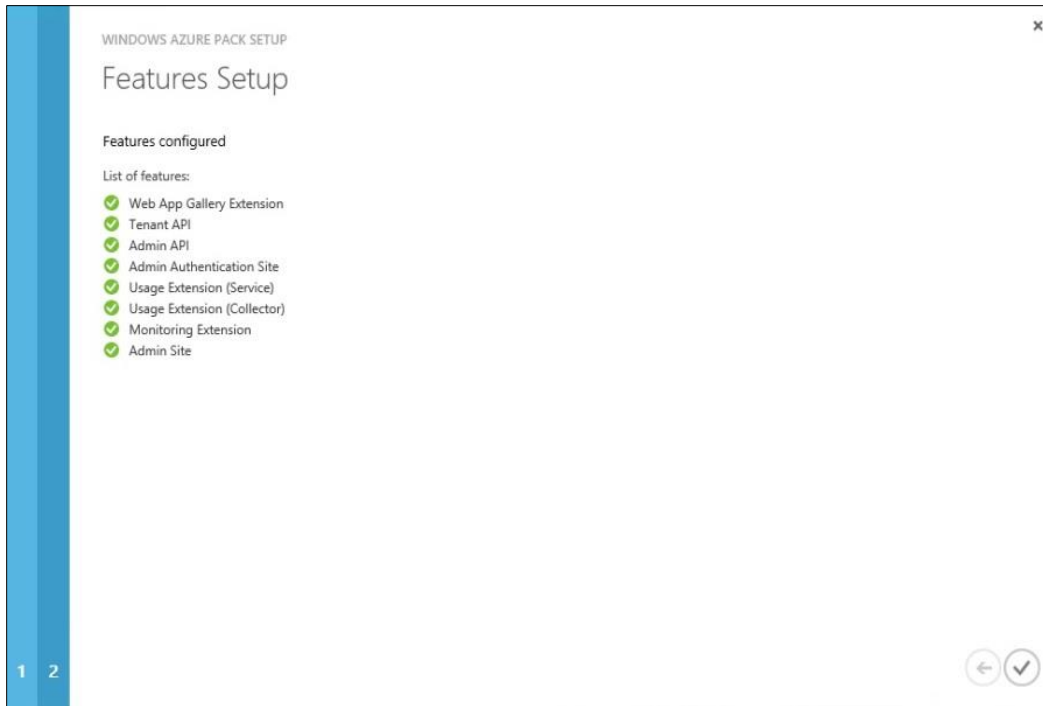 WINDOWS AZURE PACK SETUP
Features Setup
Features configured
List of features:
Web App Gallery Extension
Tenant API
Admin API
Admin Authentication Site
Usage Extension (Service)
Usage Extension (Collector)
Monitoring Extension
Admin Site
1 2